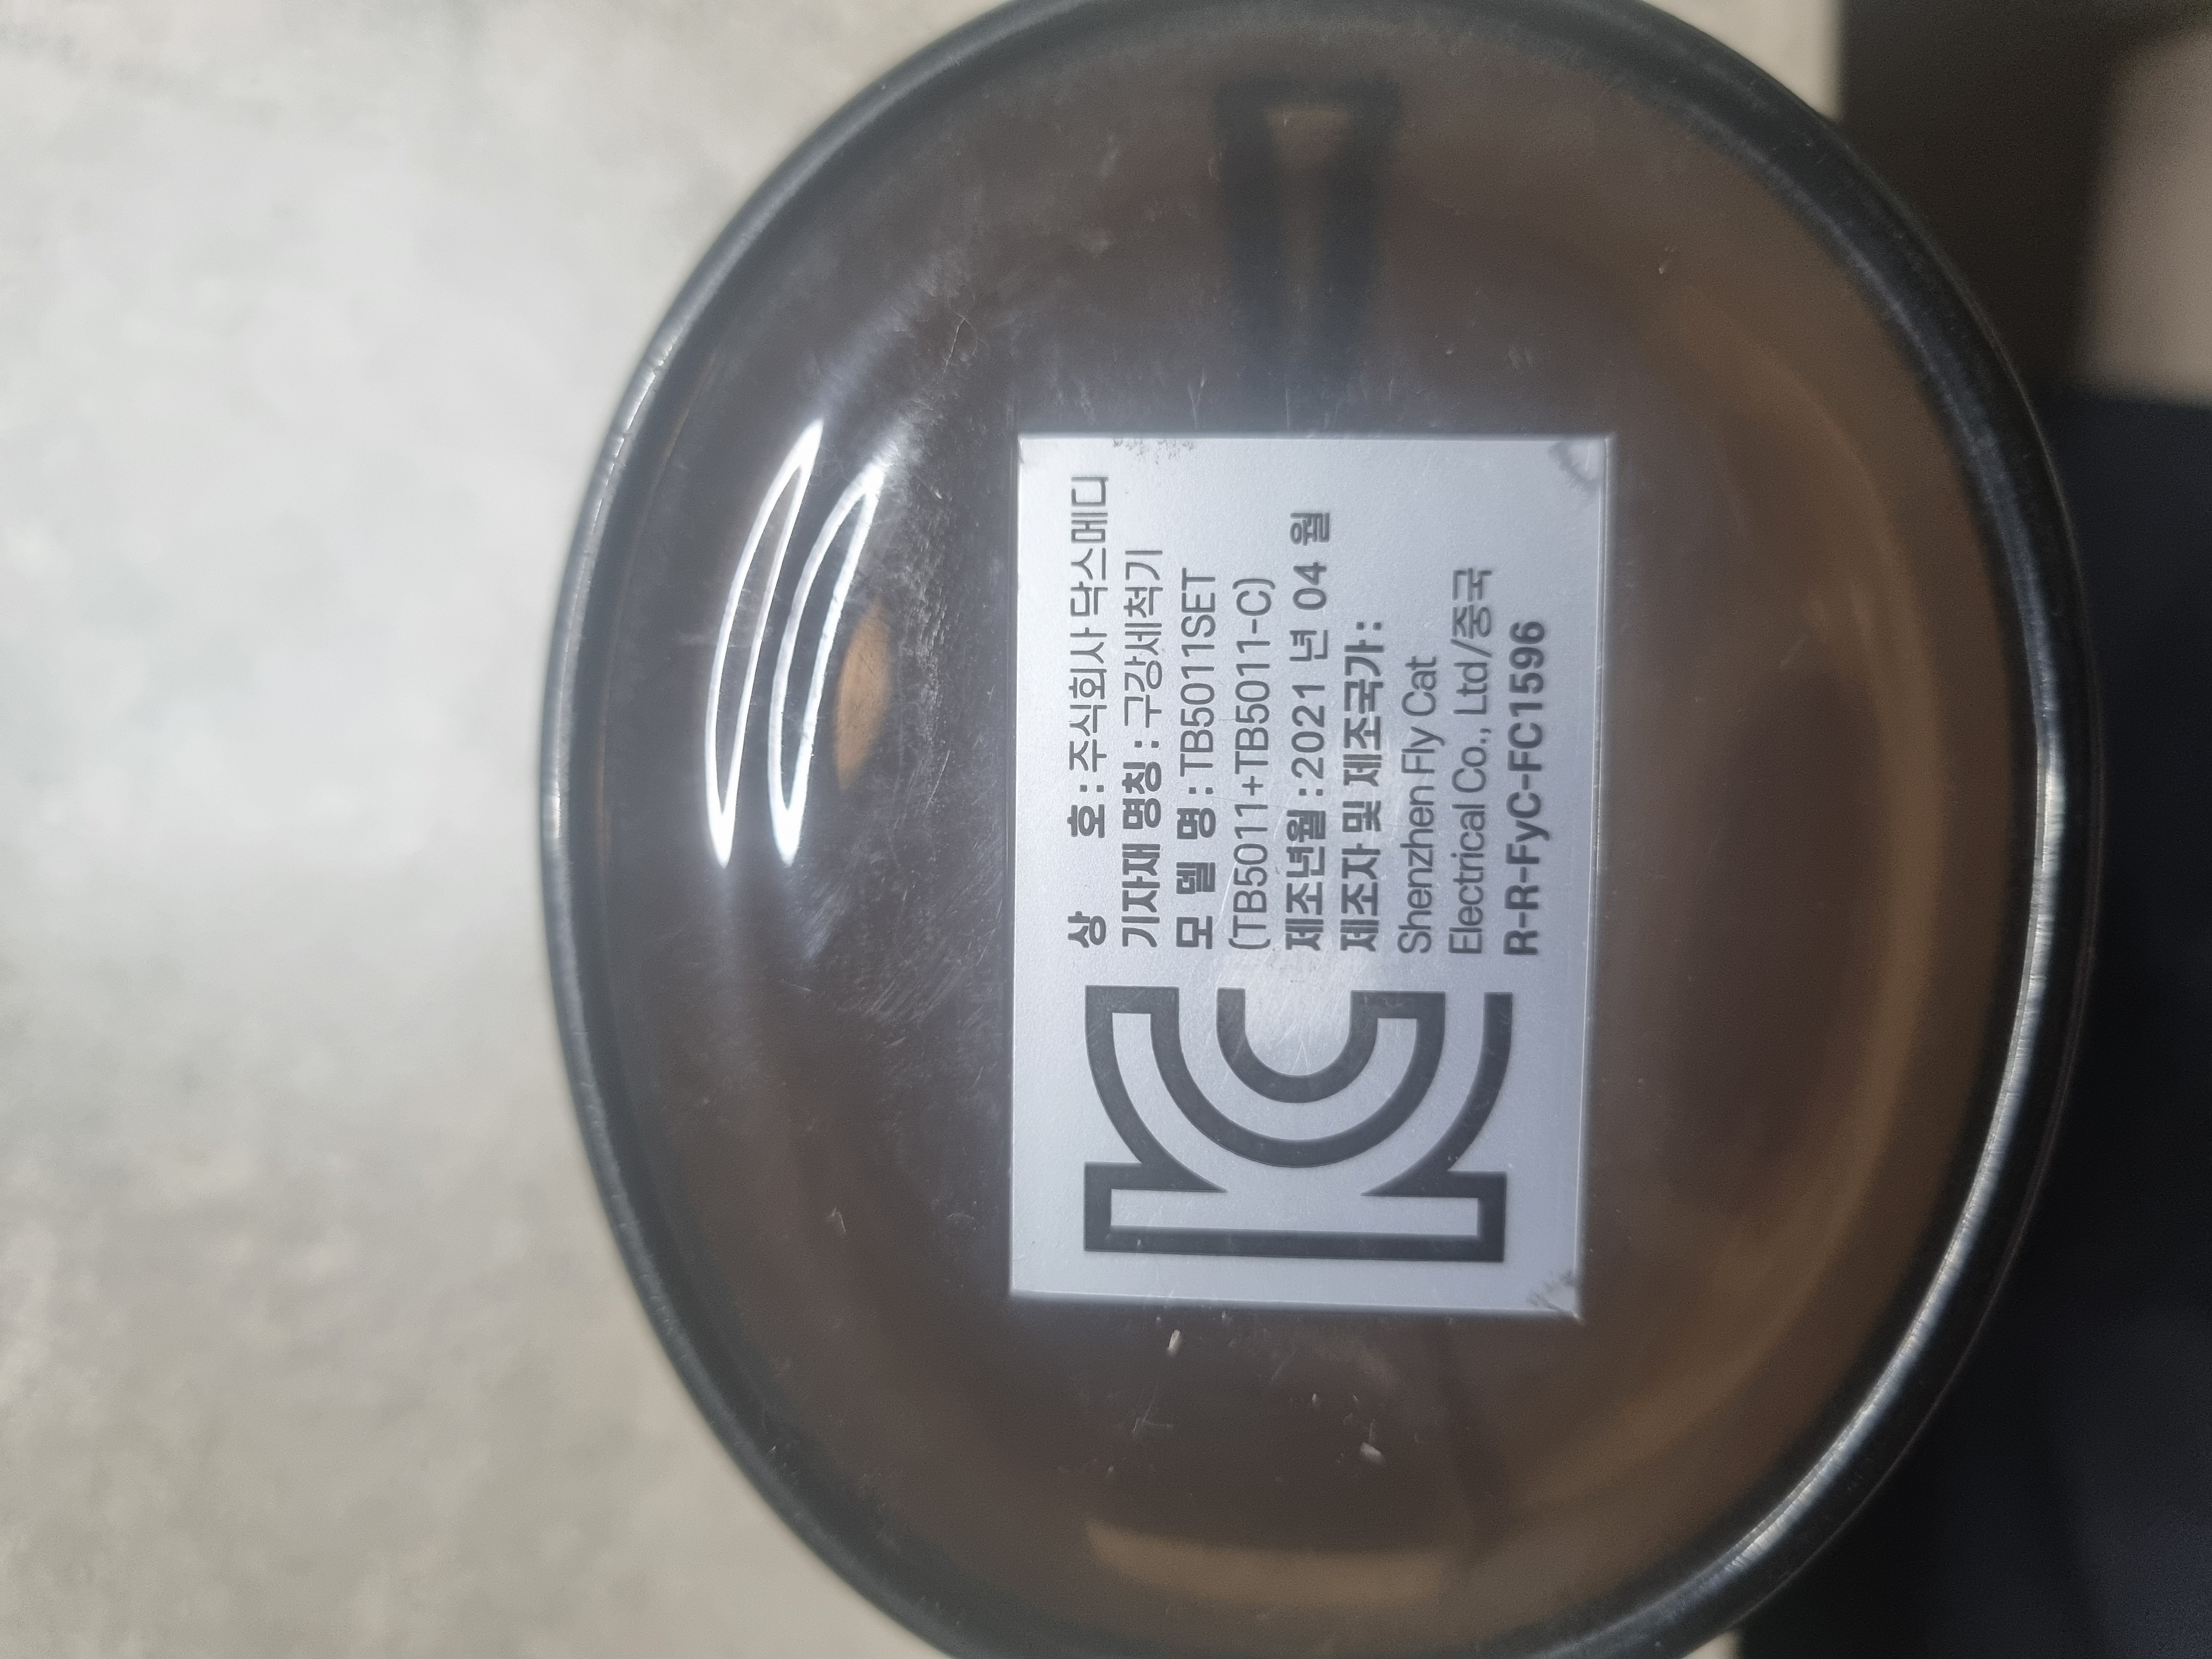 상 호 : 주식회사 닥스메디
기자재 명칭 : 구강세척기
모 델 명 : TB5011SET
(TB5011+TB5011-C)
제조년월 : 2021 년 04 월
제조자 및 제조국가 :
Shenzhen Fly Cat
Electrical Co., Ltd/중국
R-R-FyC-FC1596
KC